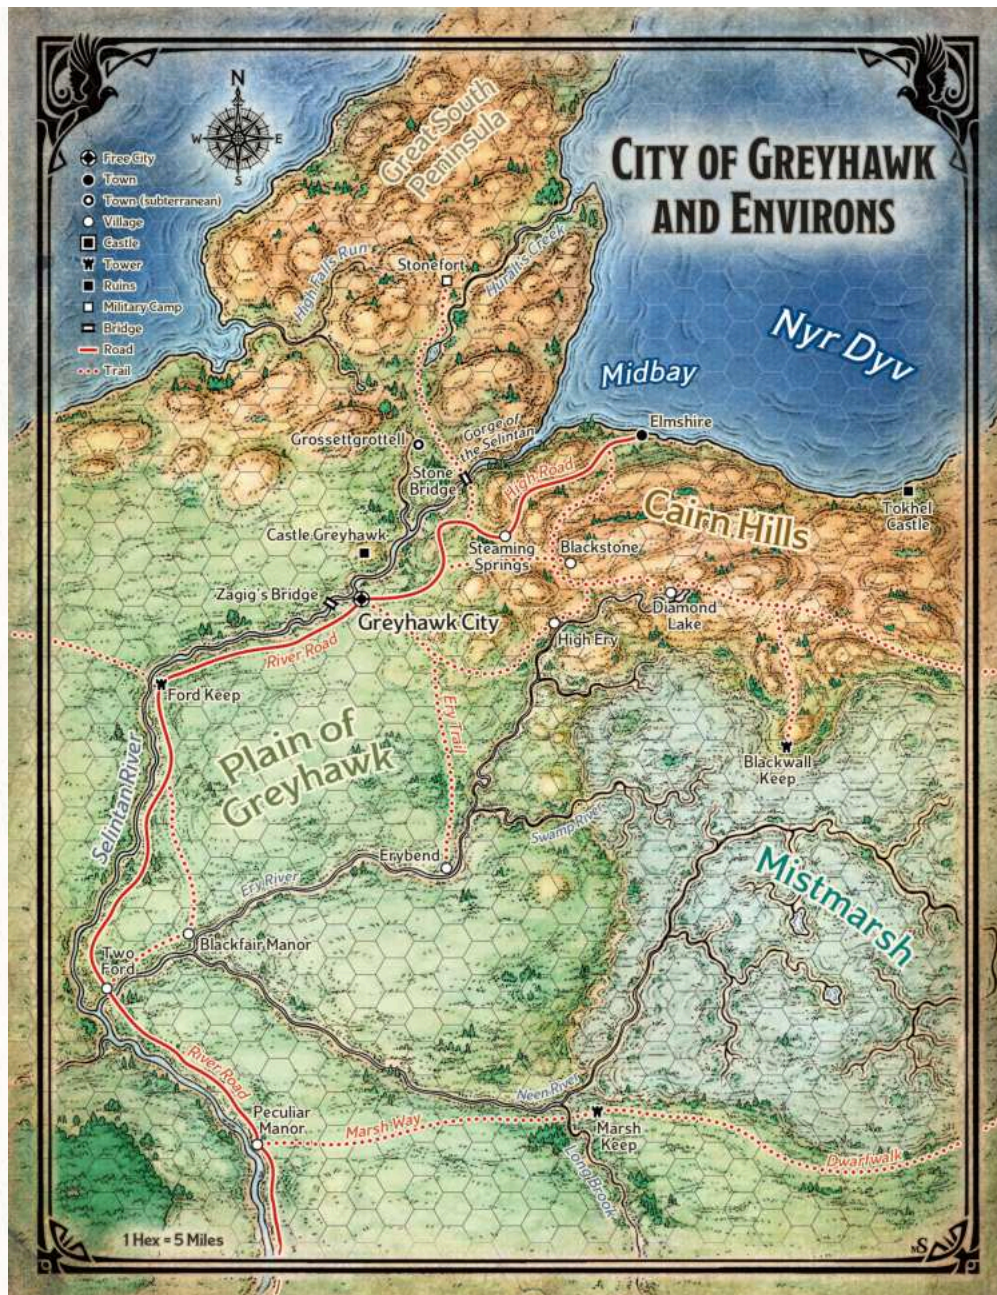 N
W
E
S
Free City
Town
Town (subterranean)
Village
Castle
Tower
Ruins
Military Camp
Bridge
Road
Trail
CITY OF GREYHAWK
AND ENVIRONS
Great South
Peninsula
High Falls Run
Stonefort
Hural's Creek
Nyr Dyv
Midbay
Elmshire
Grossettgrottell
Gorge of
the Selintan
Stone
Bridge
High Road
Cairn Hills
Tokhel
Castle
Castle Greyhawk
Steaming
Springs
Blackstone
Zagig's Bridge
Greyhawk City
Diamond
Lake
High Ery
River Road
Ford Keep
Ery Trail
Plain of
Greyhawk
Blackwall
Keep
Selintan River
Swamp River
Erybend
Mistmarsh
Ery River
Blackfair Manor
Two
Ford
River Road
Neen River
Peculiar
Manor
Marsh Way
Marsh
Keep
Dwarfwalk
Long Brook
1 Hex = 5 Miles